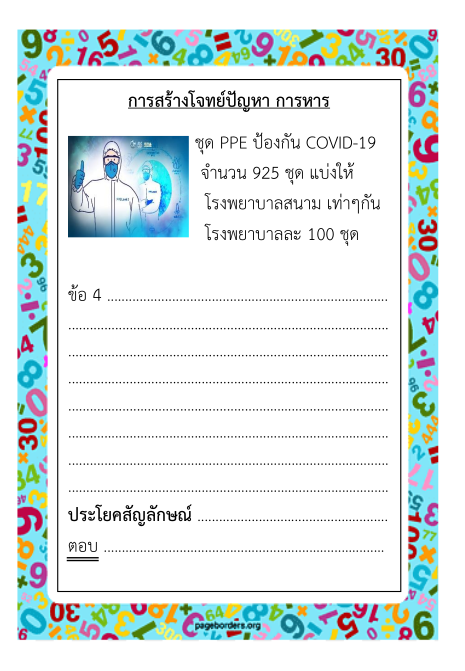 การสร้างโจทย์ปัญหา การหาร
ชุด PPE ป้องกัน COVID-19
จำนวน 925 ชุด แบ่งให้
โรงพยาบาลสนาม เท่าๆกัน
โรงพยาบาลละ 100 ชุด
ข้อ 4 ................................................................
................................................................
................................................................
................................................................
................................................................
................................................................
................................................................
................................................................
ประโยคสัญลักษณ์ ................................................
ตอบ ................................................................
pageborders.org